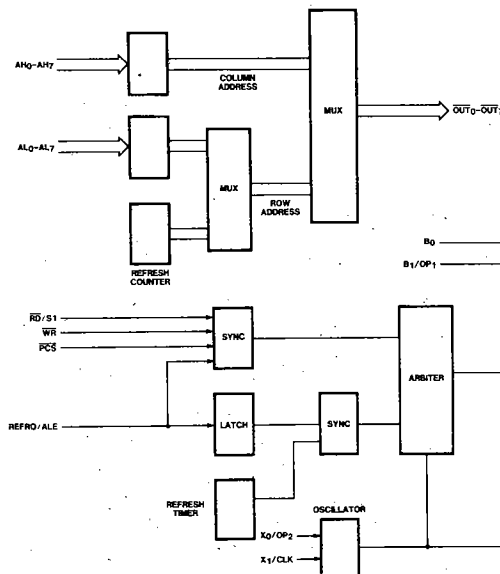 AH0-AH7
COLUMN
ADDRESS
MUX
OUT0-OUT
AL0-AL7
MUX
ROW
ADDRESS
REFRESH
COUNTER
B0
B1/OP1
RD/S1
WR
PCS
SYNC
ARBITER
REFRQ/ALE
LATCH
SYNC
REFRESH
TIMER
OSCILLATOR
X0/OP2
X1/CLK